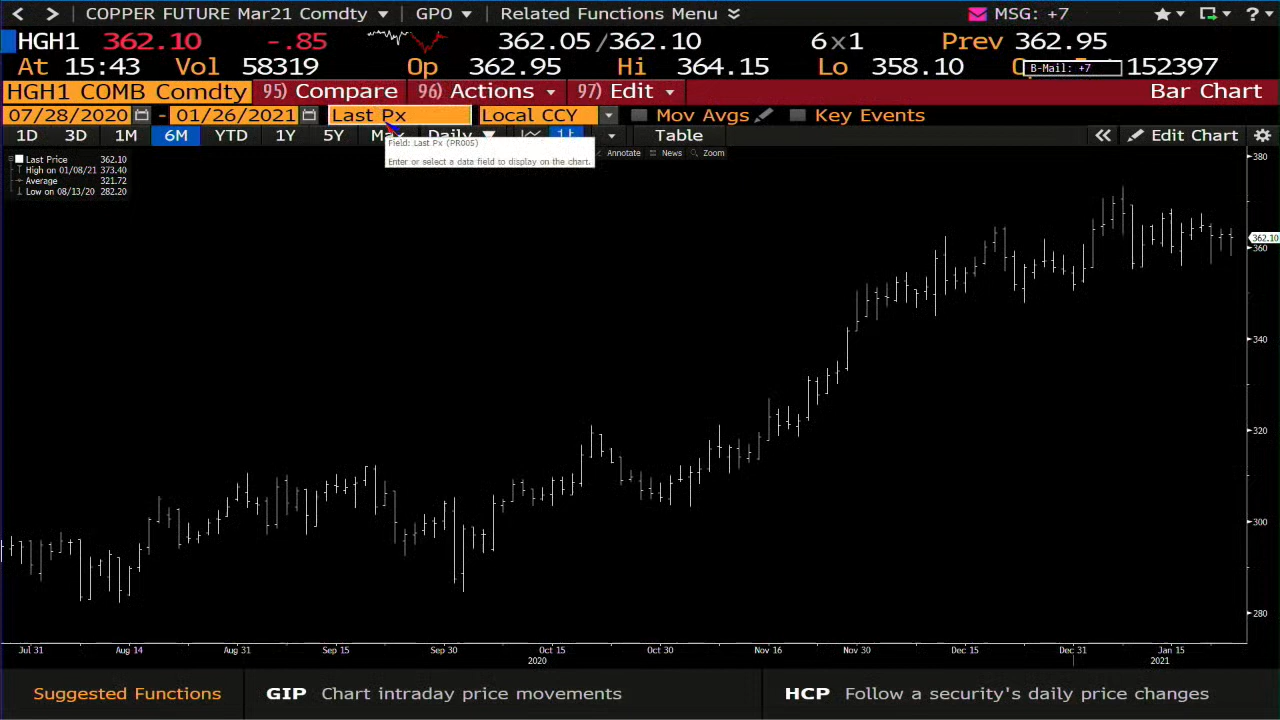 COPPER FUTURE Mar21 Comdty GPO Related Functions Menu MSG: +7
HGH1 362.10 -.85 362.05/362.10 6x1 Prev 362.95
At 15:43 Vol 58319 Op 362.95 Hi 364.15 Lo 358.10 152397
B-Mail: +7
HGH1 COMB Comdty 95) Compare 96) Actions 97) Edit Bar Chart
07/28/2020 - 01/26/2021 Last Px Local CCY Mov Avgs Key Events
1D 3D 1M 6M YTD 1Y 5Y Max Daily Table Edit Chart
Field: Last Px (PR005)
Enter or select a data field to display on the chart.
Annotate News Zoom
Last Price 362.10
High on 01/08/21 373.40
Average 321.72
Low on 08/13/20 282.20
380
362.10
360
340
320
300
280
Jul 31 Aug 14 Aug 31 Sep 15 Sep 30 Oct 15 Oct 30 Nov 16 Nov 30 Dec 15 Dec 31 Jan 15
2020 2021
Suggested Functions GIP Chart intraday price movements HCP Follow a security's daily price changes